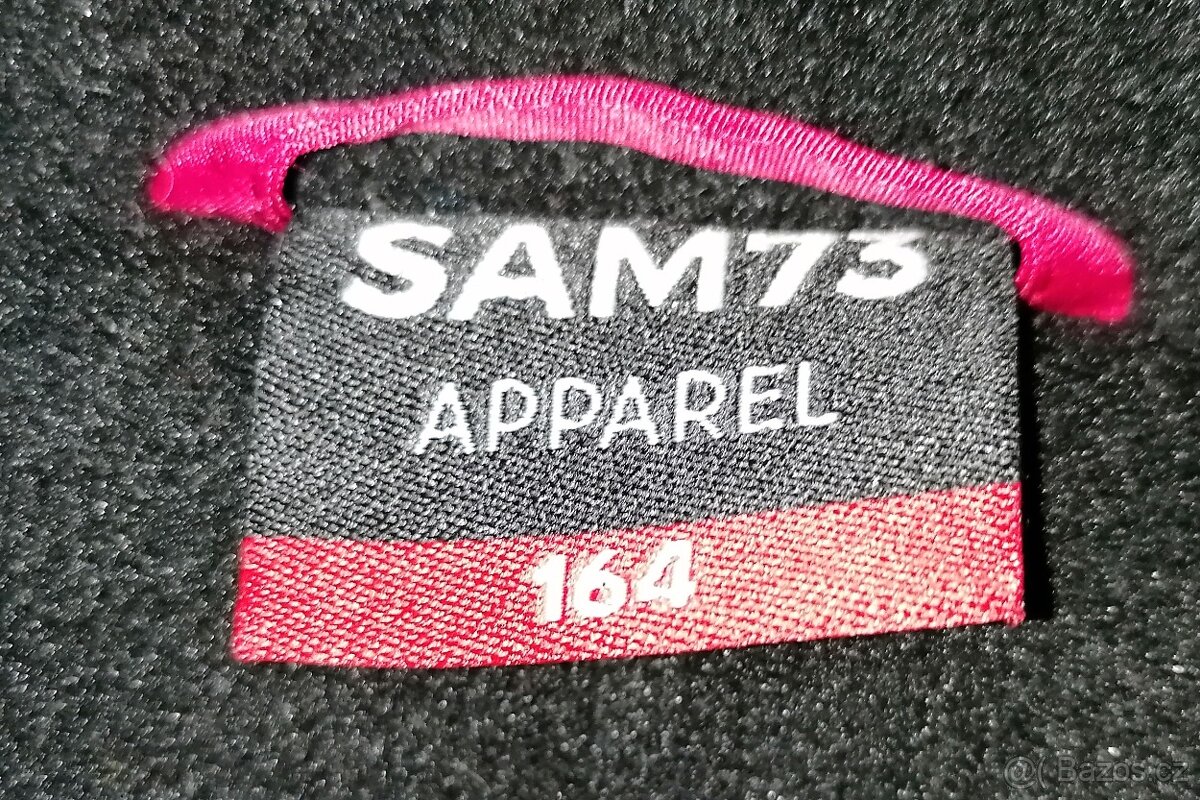 SAM73
APPAREL
164
@( Bazos.cz